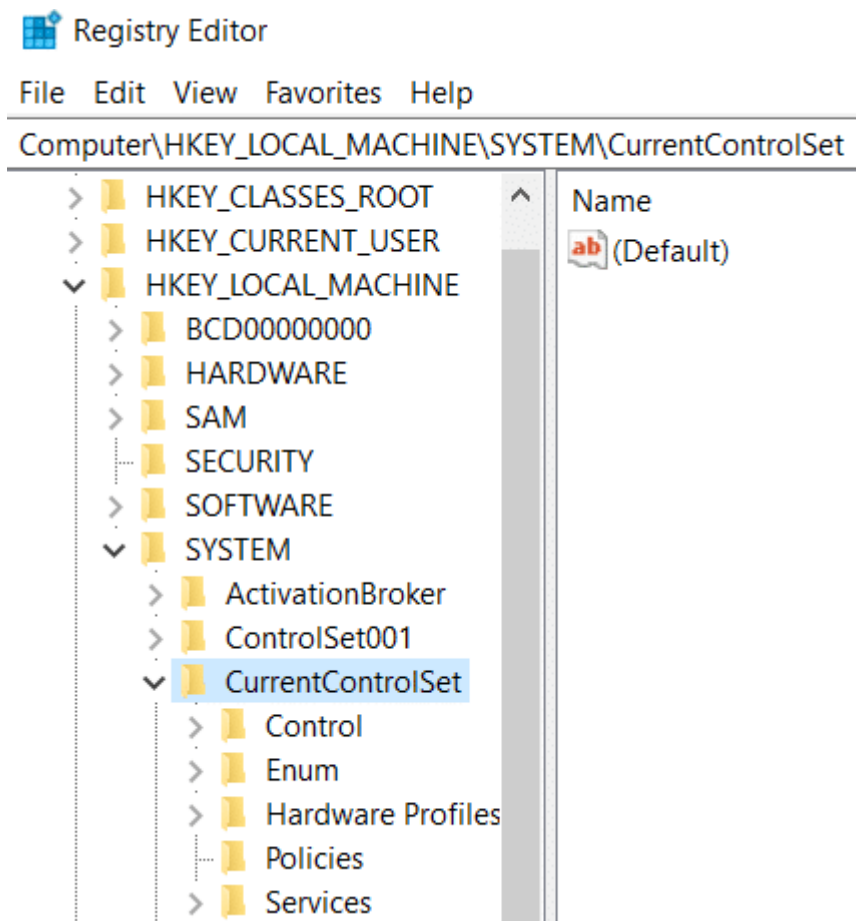 Registry Editor
File Edit View Favorites Help
Computer\HKEY_LOCAL_MACHINE\SYSTEM\CurrentControlSet
HKEY_CLASSES_ROOT
HKEY_CURRENT_USER
HKEY_LOCAL_MACHINE
BCD00000000
HARDWARE
SAM
SECURITY
SOFTWARE
SYSTEM
ActivationBroker
ControlSet001
CurrentControlSet
Control
Enum
Hardware Profiles
Policies
Services
Name
ab (Default)